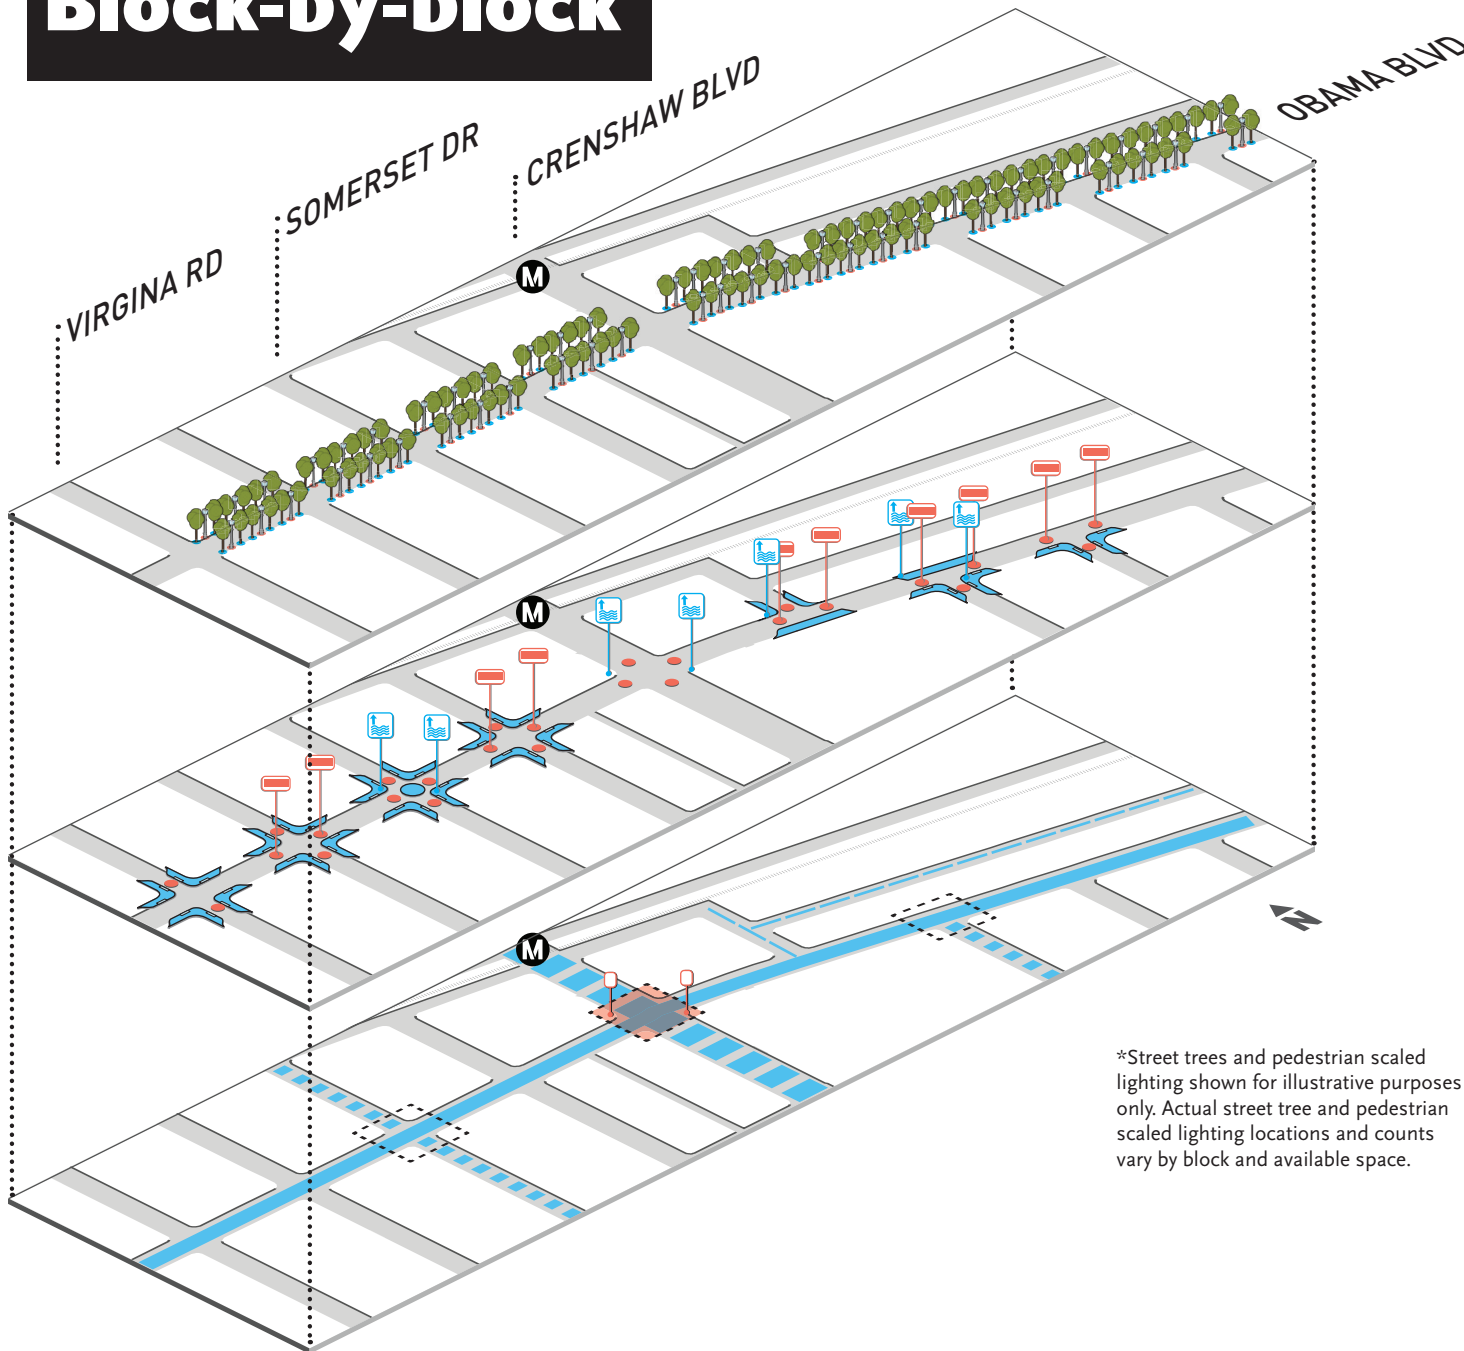 Block-by-Block
VIRGINA RD
SOMERSET DR
CRENSHAW BLVD
OBAMA BLVD
M
M
M
N
*Street trees and pedestrian scaled
lighting shown for illustrative purposes
only. Actual street tree and pedestrian
scaled lighting locations and counts
vary by block and available space.